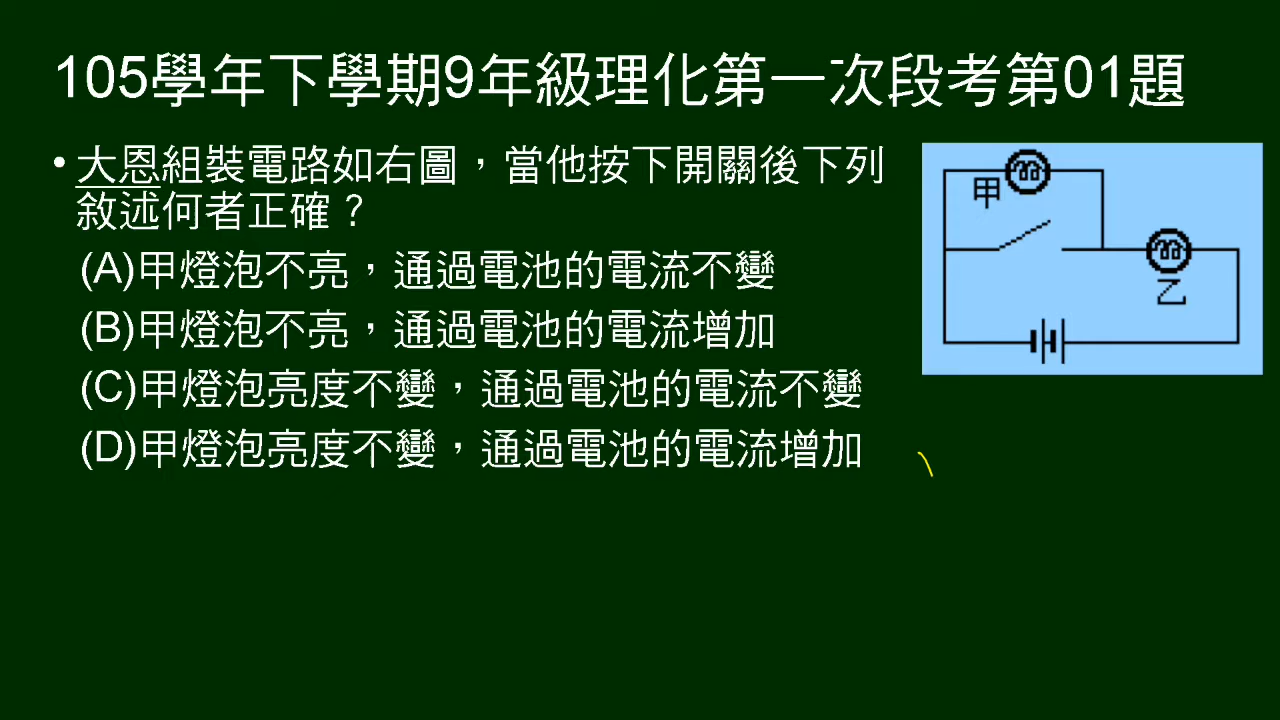 105學年下學期9年級理化第一次段考第01題
• 大恩組裝電路如右圖，當他按下開關後下列
敘述何者正確？
(A)甲燈泡不亮，通過電池的電流不變
(B)甲燈泡不亮，通過電池的電流增加
(C)甲燈泡亮度不變，通過電池的電流不變
(D)甲燈泡亮度不變，通過電池的電流增加
甲
乙